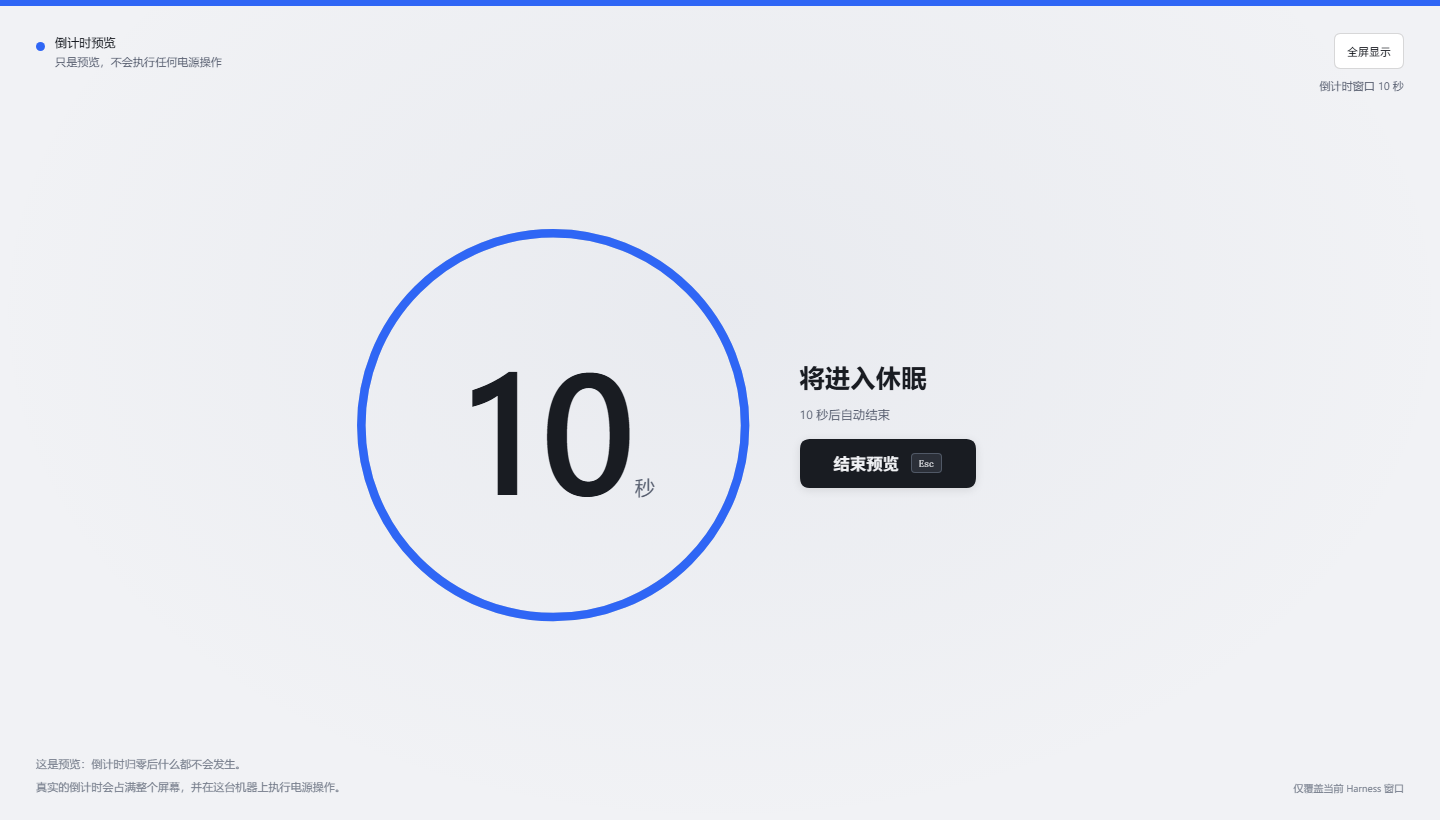 倒计时预览
只是预览，不会执行任何电源操作
全屏显示
倒计时窗口 10 秒
10 秒
将进入休眠
10 秒后自动结束
结束预览 Esc
这是预览：倒计时归零后什么都不会发生。
真实的倒计时会占满整个屏幕，并在这台机器上执行电源操作。
仅覆盖当前 Harness 窗口